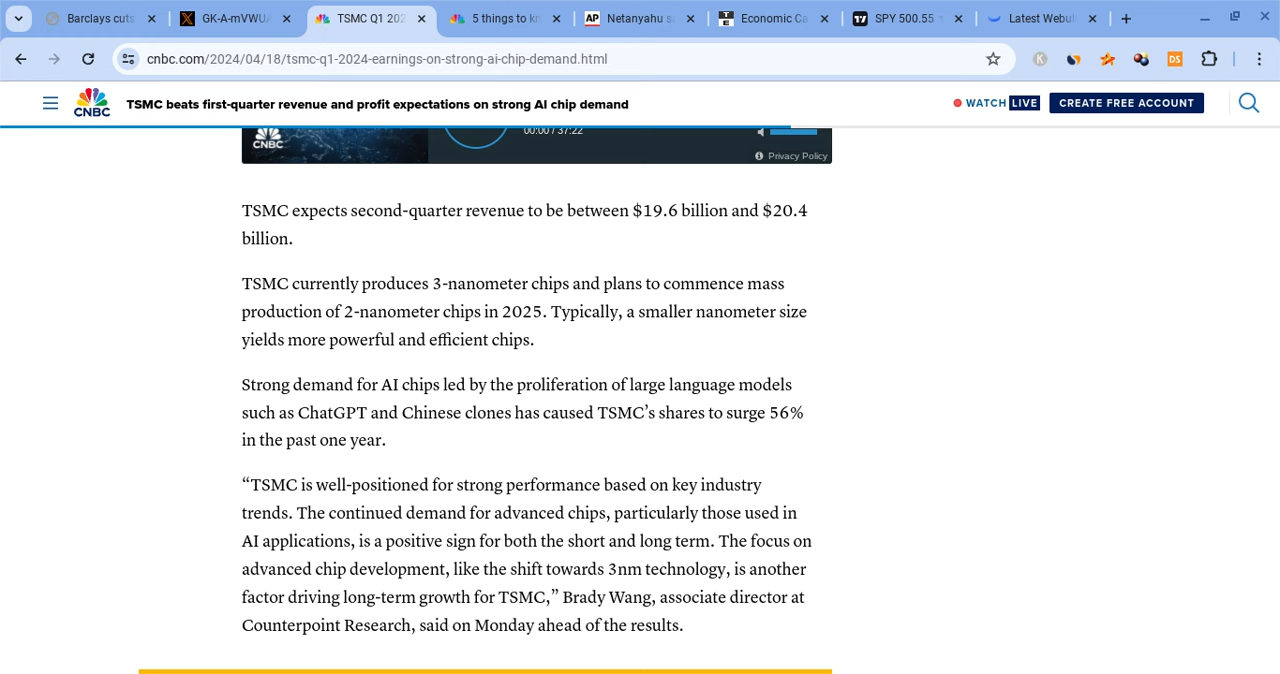 Barclays cuts
GK-A-mVWUA
TSMC Q1 202
5 things to kn
AP
Netanyahu sa
TE
Economic Ca
SPY 500.55
Latest Webul
cnbc.com/2024/04/18/tsmc-q1-2024-earnings-on-strong-ai-chip-demand.html
K
DS
CNBC
TSMC beats first-quarter revenue and profit expectations on strong AI chip demand
WATCH LIVE
CREATE FREE ACCOUNT
CNBC
00:00 / 37:22
Privacy Policy
TSMC expects second-quarter revenue to be between $19.6 billion and $20.4
billion.
TSMC currently produces 3-nanometer chips and plans to commence mass
production of 2-nanometer chips in 2025. Typically, a smaller nanometer size
yields more powerful and efficient chips.
Strong demand for AI chips led by the proliferation of large language models
such as ChatGPT and Chinese clones has caused TSMC’s shares to surge 56%
in the past one year.
“TSMC is well-positioned for strong performance based on key industry
trends. The continued demand for advanced chips, particularly those used in
AI applications, is a positive sign for both the short and long term. The focus on
advanced chip development, like the shift towards 3nm technology, is another
factor driving long-term growth for TSMC,” Brady Wang, associate director at
Counterpoint Research, said on Monday ahead of the results.